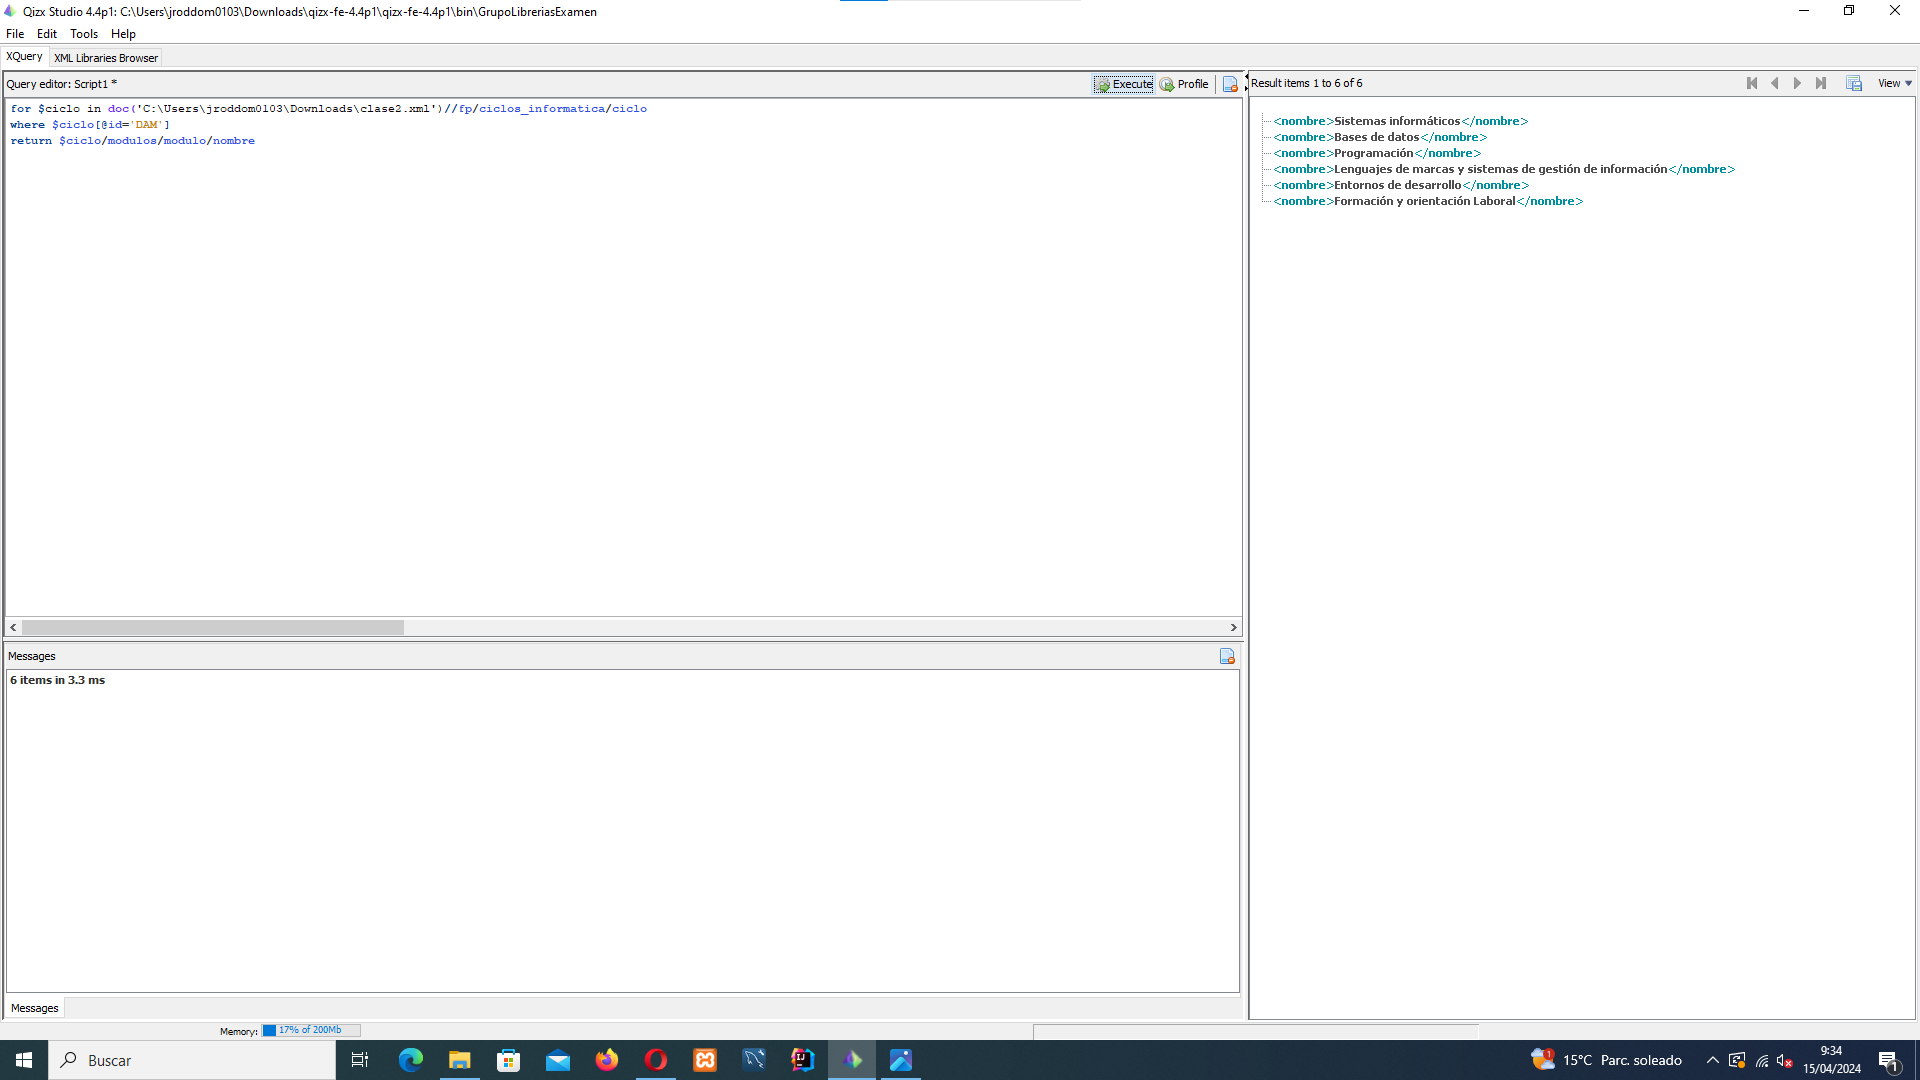 Qizx Studio 4.4p1: C:\Users\jroddom0103\Downloads\qizx-fe-4.4p1\qizx-fe-4.4p1\bin\GrupoLibreriasExamen
File Edit Tools Help
XQuery XML Libraries Browser
Query editor: Script1 *
Execute Profile
for $ciclo in doc('C:\Users\jroddom0103\Downloads\clase2.xml')//fp/ciclos_informatica/ciclo
where $ciclo[@id='DAM']
return $ciclo/modulos/modulo/nombre
Result items 1 to 6 of 6
View
<nombre>Sistemas informáticos</nombre>
<nombre>Bases de datos</nombre>
<nombre>Programación</nombre>
<nombre>Lenguajes de marcas y sistemas de gestión de información</nombre>
<nombre>Entornos de desarrollo</nombre>
<nombre>Formación y orientación Laboral</nombre>
Messages
6 items in 3.3 ms
Messages
Memory: 17% of 200Mb
Buscar
1
15°C Parc. soleado
9:34
15/04/2024
1